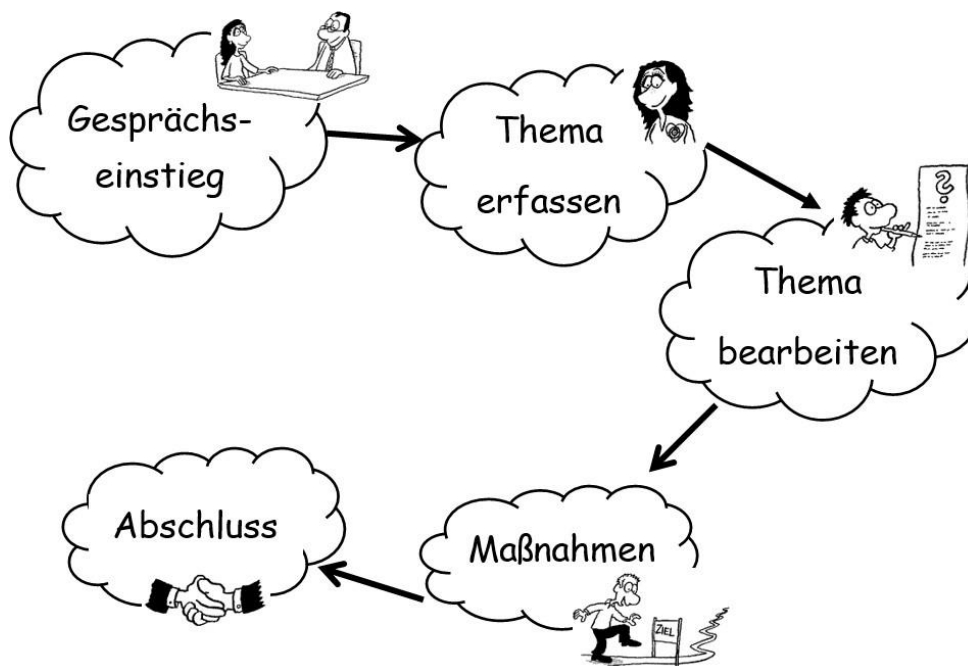 Gesprächs-
einstieg
Thema
erfassen
Thema
bearbeiten
Maßnahmen
ZIEL
Abschluss